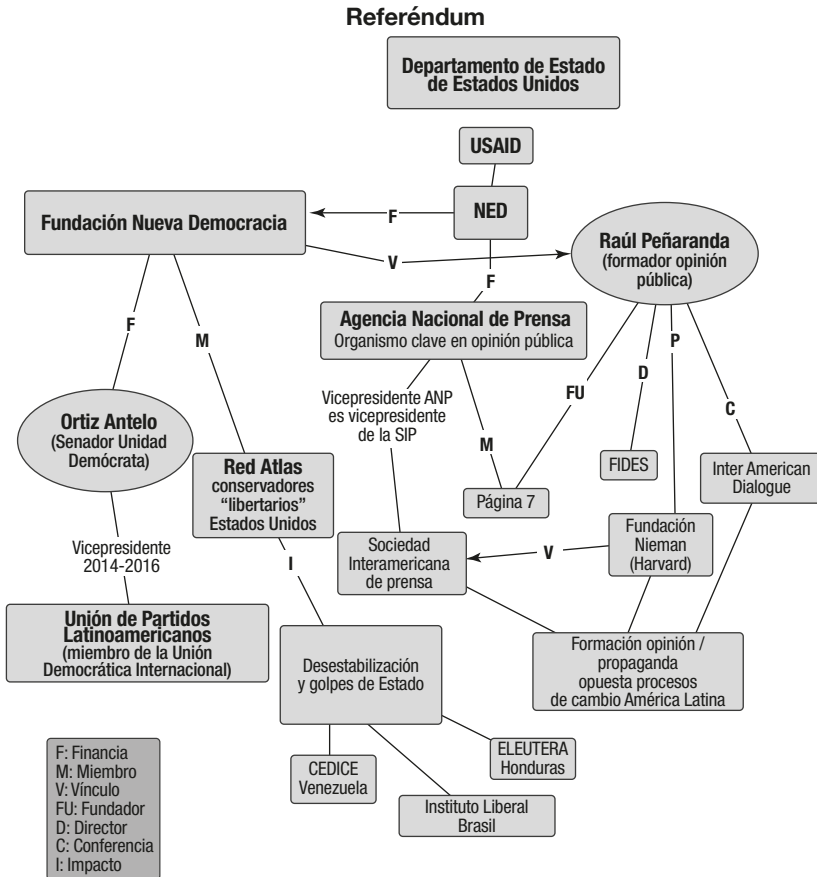 Referéndum
Departamento de Estado
de Estados Unidos
USAID
NED
F
Fundación Nueva Democracia
V
F
Raúl Peñaranda
(formador opinión
pública)
Agencia Nacional de Prensa
Organismo clave en opinión pública
F
M
FU
D
P
C
Vicepresidente ANP
es vicepresidente
de la SIP
M
Ortiz Antelo
(Senador Unidad
Demócrata)
Red Atlas
conservadores
“libertarios”
Estados Unidos
Página 7
FIDES
Inter American
Dialogue
Vicepresidente
2014-2016
I
Sociedad
Interamericana
de prensa
V
Fundación
Nieman
(Harvard)
Unión de Partidos
Latinoamericanos
(miembro de la Unión
Democrática Internacional)
Desestabilización
y golpes de Estado
Formación opinión /
propaganda
opuesta procesos
de cambio América Latina
CEDICE
Venezuela
ELEUTERA
Honduras
Instituto Liberal
Brasil
F: Financia
M: Miembro
V: Vínculo
FU: Fundador
D: Director
C: Conferencia
I: Impacto